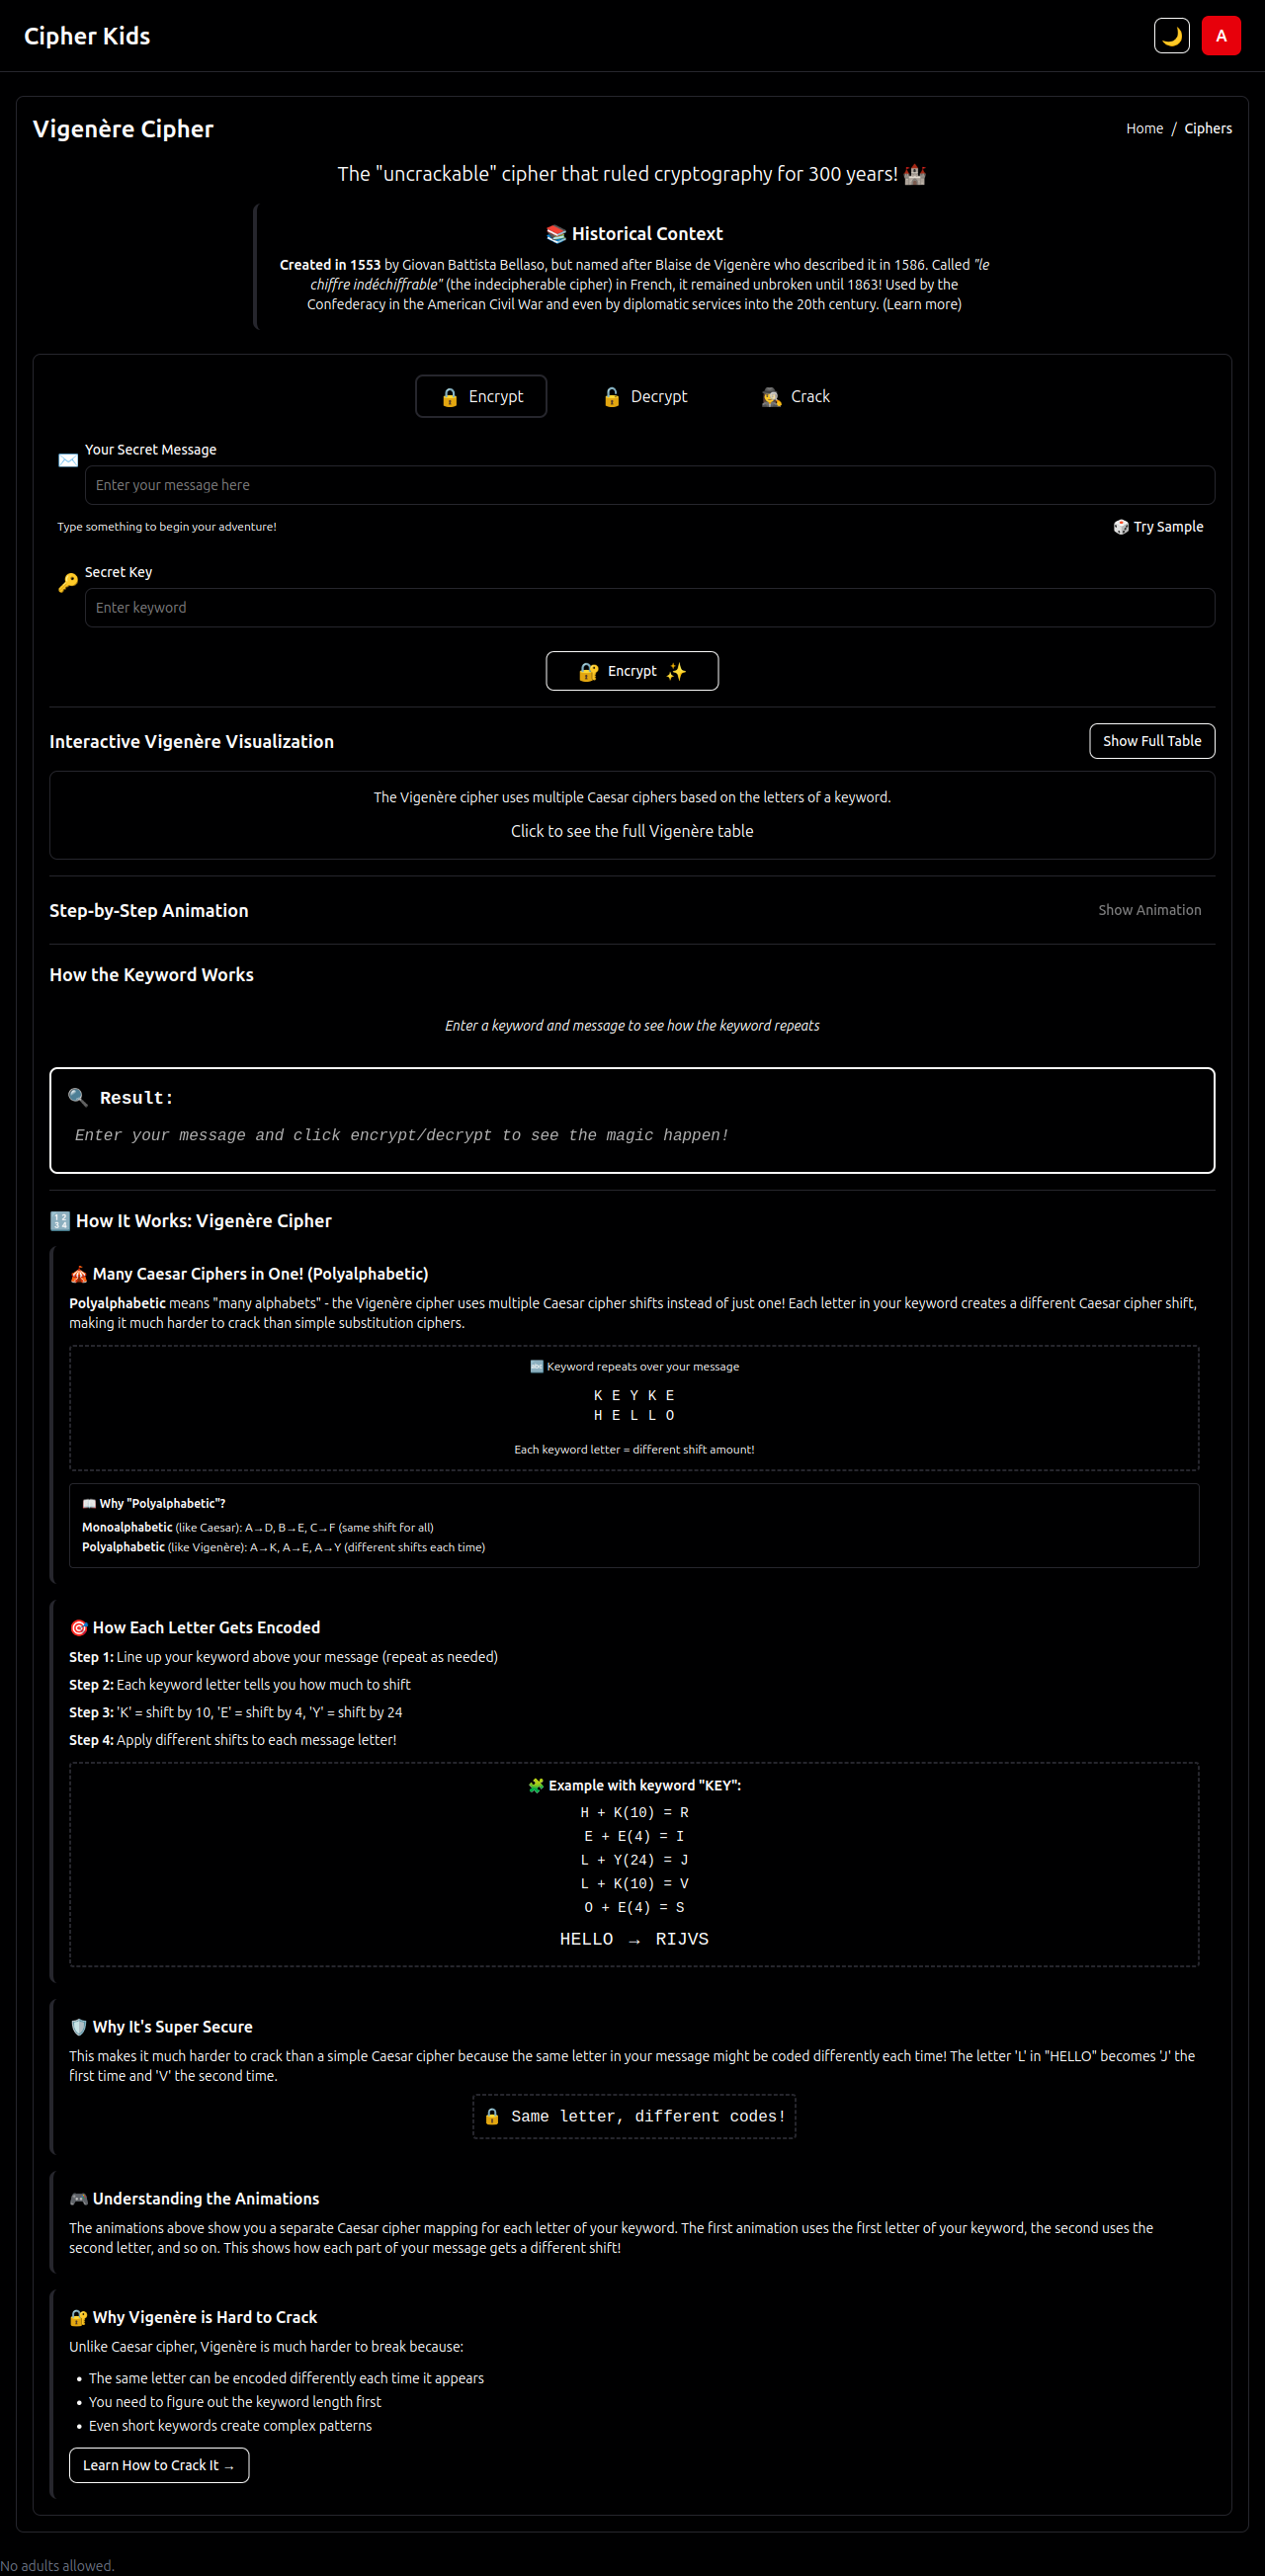 Cipher Kids
🌙
A
Vigenère Cipher
Home / Ciphers
The "uncrackable" cipher that ruled cryptography for 300 years! 🏰
📚 Historical Context
Created in 1553 by Giovan Battista Bellaso, but named after Blaise de Vigenère who described it in 1586. Called "le
chiffre indéchiffrable" (the indecipherable cipher) in French, it remained unbroken until 1863! Used by the
Confederacy in the American Civil War and even by diplomatic services into the 20th century. (Learn more)
🔒 Encrypt
🔓 Decrypt
🕵️ Crack
✉️ Your Secret Message
Enter your message here
Type something to begin your adventure!
🎲 Try Sample
🔑 Secret Key
Enter keyword
🔐 Encrypt ✨
Interactive Vigenère Visualization
Show Full Table
The Vigenère cipher uses multiple Caesar ciphers based on the letters of a keyword.
Click to see the full Vigenère table
Step-by-Step Animation
Show Animation
How the Keyword Works
Enter a keyword and message to see how the keyword repeats
🔍 Result:
Enter your message and click encrypt/decrypt to see the magic happen!
🔢 How It Works: Vigenère Cipher
🎪 Many Caesar Ciphers in One! (Polyalphabetic)
Polyalphabetic means "many alphabets" - the Vigenère cipher uses multiple Caesar cipher shifts instead of just one! Each letter in your keyword creates a different Caesar cipher shift,
making it much harder to crack than simple substitution ciphers.
🔤 Keyword repeats over your message
K E Y K E
H E L L O
Each keyword letter = different shift amount!
📖 Why "Polyalphabetic"?
Monoalphabetic (like Caesar): A→D, B→E, C→F (same shift for all)
Polyalphabetic (like Vigenère): A→K, A→E, A→Y (different shifts each time)
🎯 How Each Letter Gets Encoded
Step 1: Line up your keyword above your message (repeat as needed)
Step 2: Each keyword letter tells you how much to shift
Step 3: 'K' = shift by 10, 'E' = shift by 4, 'Y' = shift by 24
Step 4: Apply different shifts to each message letter!
🧩 Example with keyword "KEY":
H + K(10) = R
E + E(4) = I
L + Y(24) = J
L + K(10) = V
O + E(4) = S
HELLO → RIJVS
🛡️ Why It's Super Secure
This makes it much harder to crack than a simple Caesar cipher because the same letter in your message might be coded differently each time! The letter 'L' in "HELLO" becomes 'J' the
first time and 'V' the second time.
🔒 Same letter, different codes!
🎮 Understanding the Animations
The animations above show you a separate Caesar cipher mapping for each letter of your keyword. The first animation uses the first letter of your keyword, the second uses the
second letter, and so on. This shows how each part of your message gets a different shift!
🔐 Why Vigenère is Hard to Crack
Unlike Caesar cipher, Vigenère is much harder to break because:
• The same letter can be encoded differently each time it appears
• You need to figure out the keyword length first
• Even short keywords create complex patterns
Learn How to Crack It →
No adults allowed.